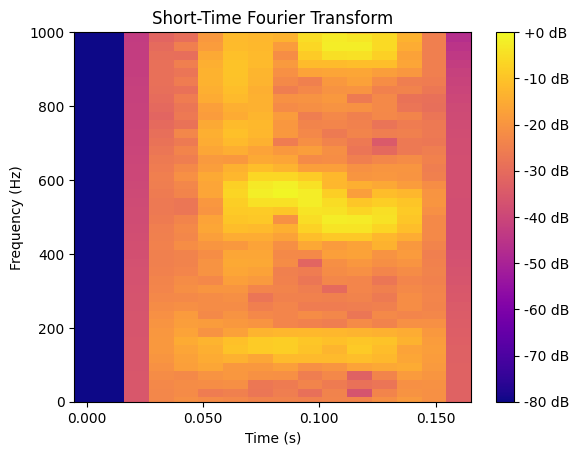 Short-Time Fourier Transform
1000
800
600
400
200
0
Frequency (Hz)
0.000
0.050
0.100
0.150
Time (s)
+0 dB
-10 dB
-20 dB
-30 dB
-40 dB
-50 dB
-60 dB
-70 dB
-80 dB